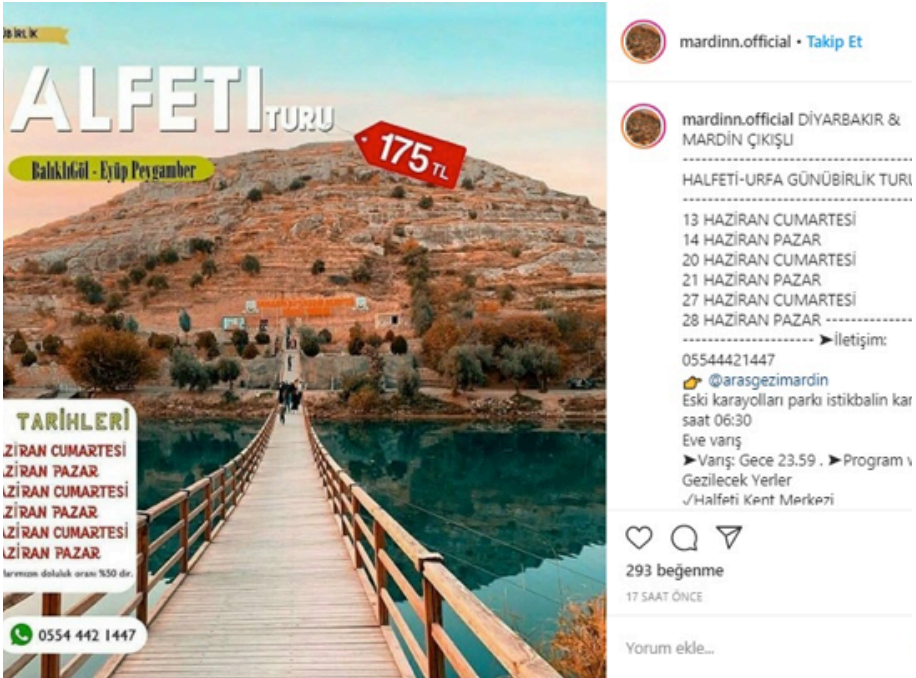 ALFETI TURU
175 TL
BalıklıGöl - Eyüp Peygamber
TARİHLERİ
ZİRAN CUMARTESİ
ZİRAN PAZAR
ZİRAN CUMARTESİ
ZİRAN PAZAR
ZİRAN CUMARTESİ
ZİRAN PAZAR
doluluk oranı %50 dir.
0554 442 1447
mardinn.official • Takip Et
mardinn.official DİYARBAKIR &
MARDİN ÇIKIŞLI
---------------------------------------
HALFETİ-URFA GÜNÜBİRLİK TURU
---------------------------------------
13 HAZİRAN CUMARTESİ
14 HAZİRAN PAZAR
20 HAZİRAN CUMARTESİ
21 HAZİRAN PAZAR
27 HAZİRAN CUMARTESİ
28 HAZİRAN PAZAR ---------------
---------------------- ➤İletişim:
05544421447
👉 @arasgezimardin
Eski karayolları parkı istikbalin kar
saat 06:30
Eve varış
➤Varış: Gece 23.59 . ➤Program v
Gezilecek Yerler
✓Halfeti Kent Merkezi
293 beğenme
17 SAAT ÖNCE
Yorum ekle...